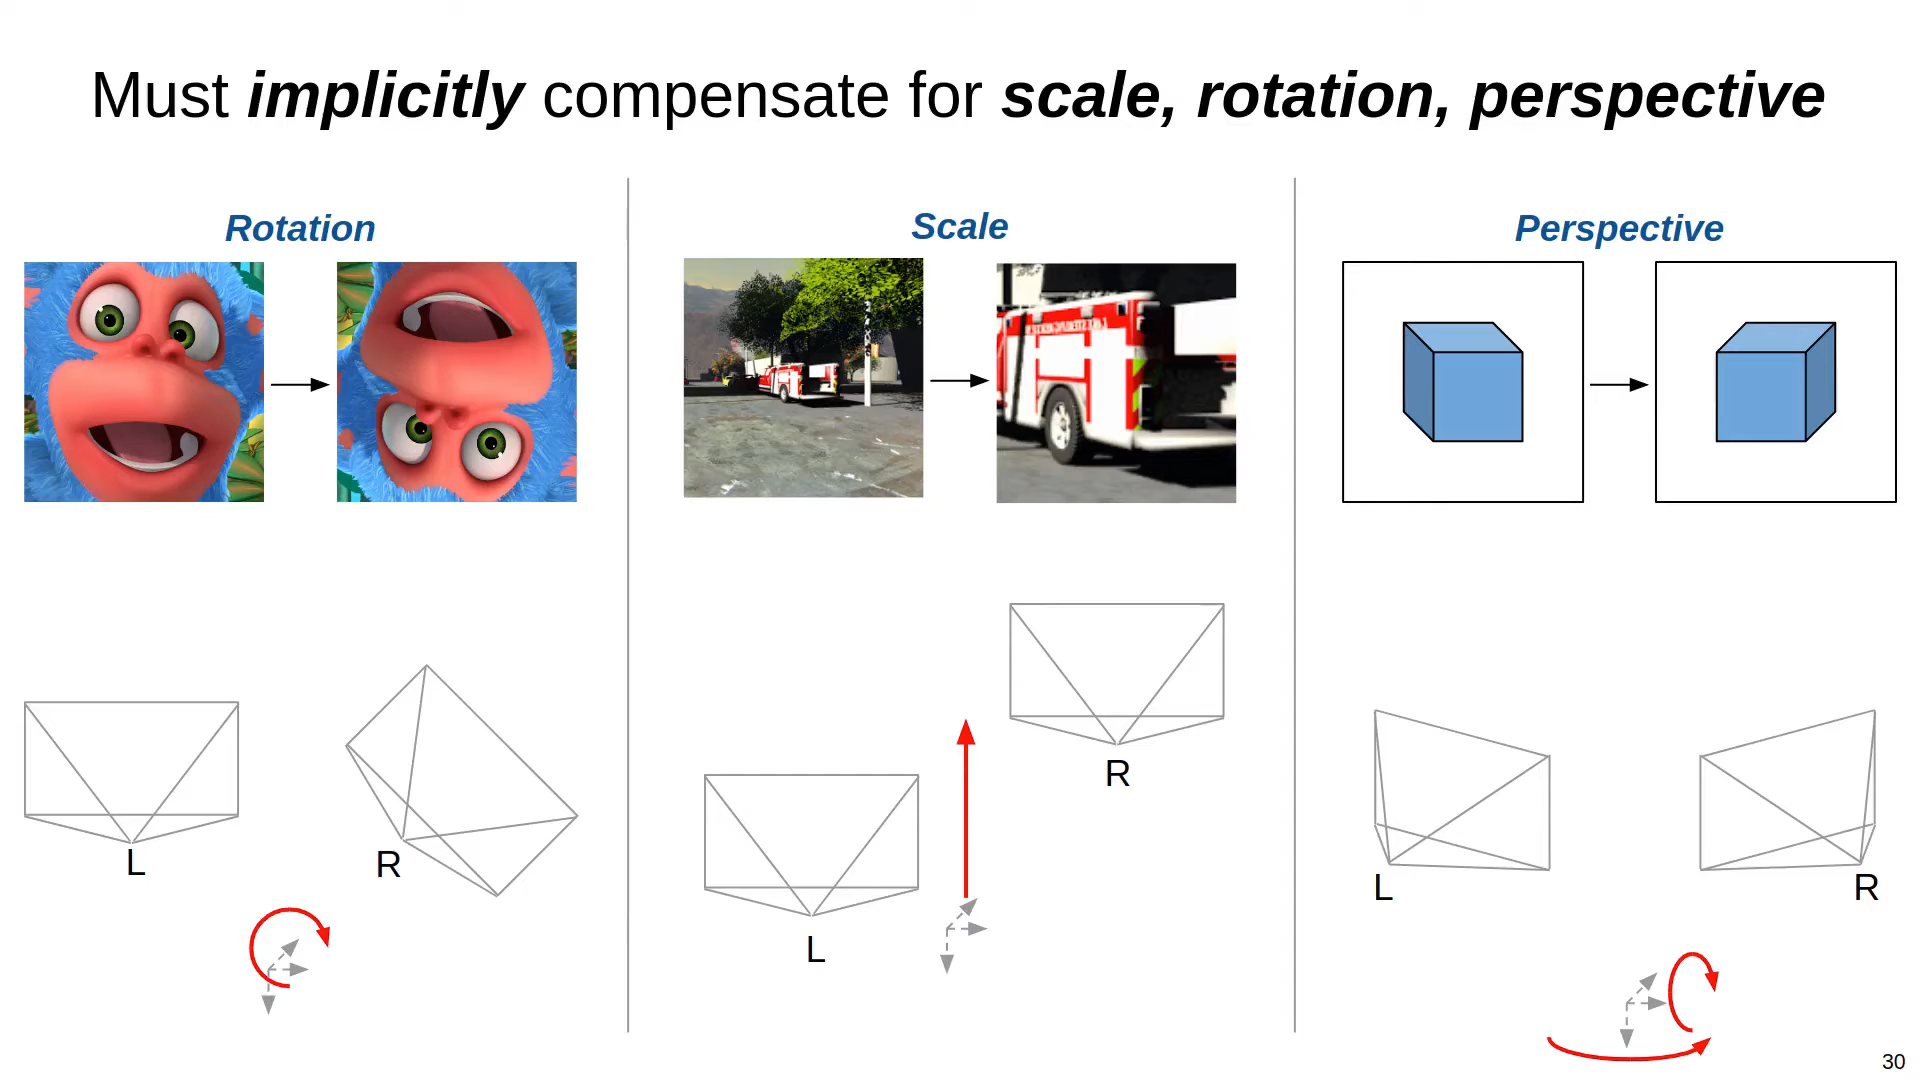 Must implicitly compensate for scale, rotation, perspective
Rotation
Scale
Perspective
L
R
L
R
L
R
30